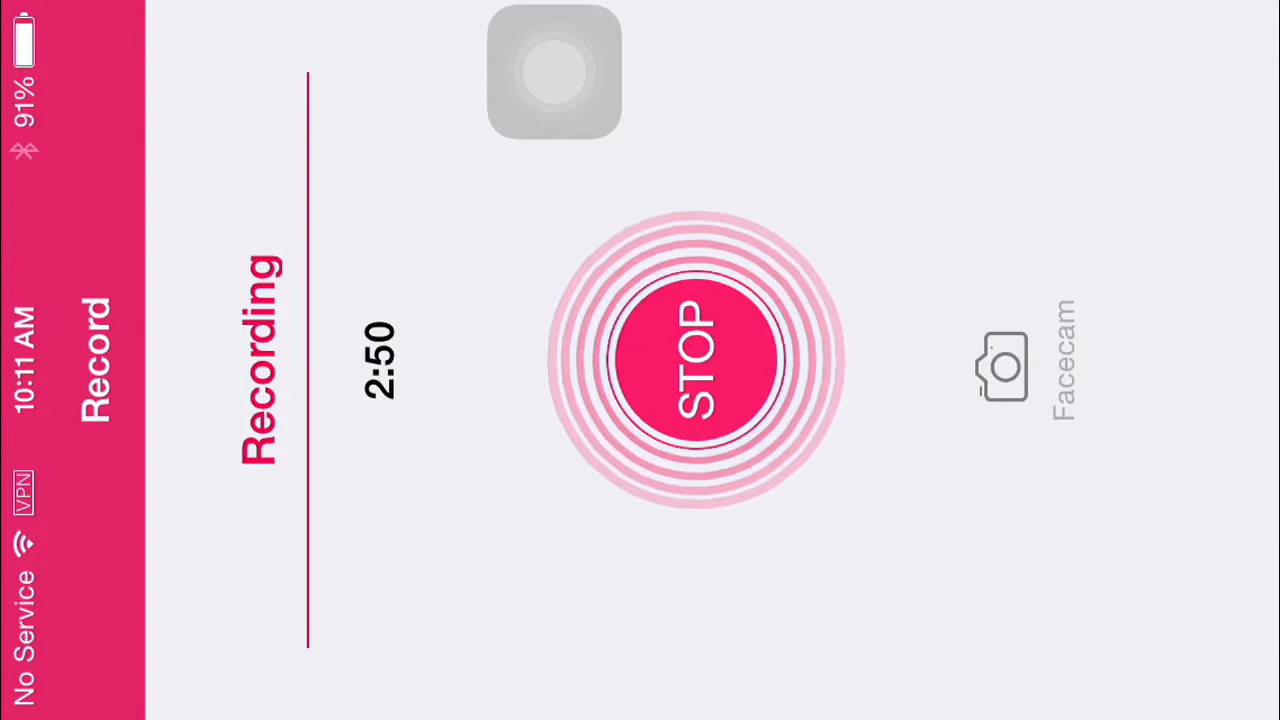 No Service VPN 10:11 AM 91%
Record
Recording
2:50
STOP
Facecam